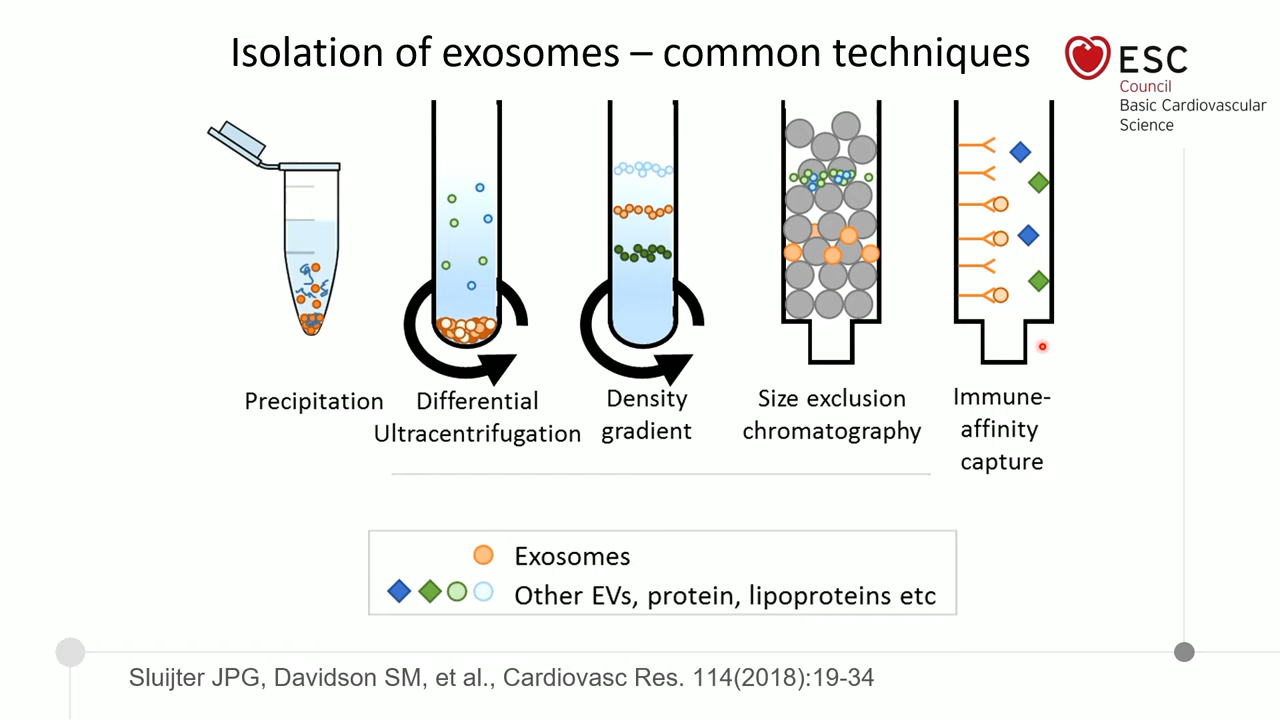 Isolation of exosomes – common techniques
ESC
Council
Basic Cardiovascular
Science
Precipitation
Differential
Ultracentrifugation
Density
gradient
Size exclusion
chromatography
Immune-
affinity
capture
Exosomes
Other EVs, protein, lipoproteins etc
Sluijter JPG, Davidson SM, et al., Cardiovasc Res. 114(2018):19-34